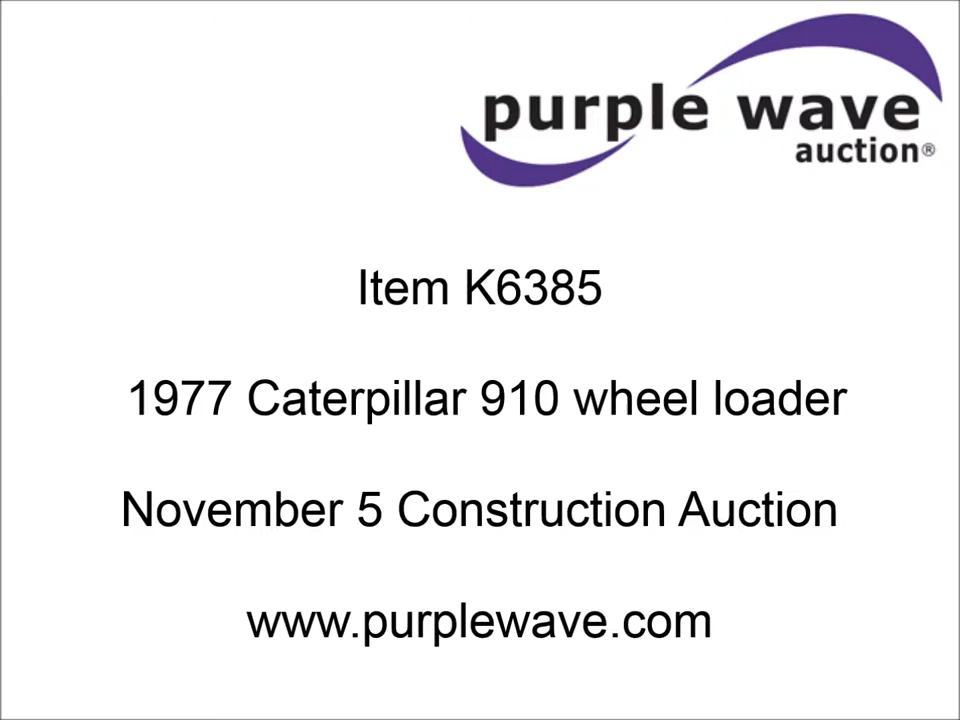 purple wave
auction®
Item K6385
1977 Caterpillar 910 wheel loader
November 5 Construction Auction
www.purplewave.com